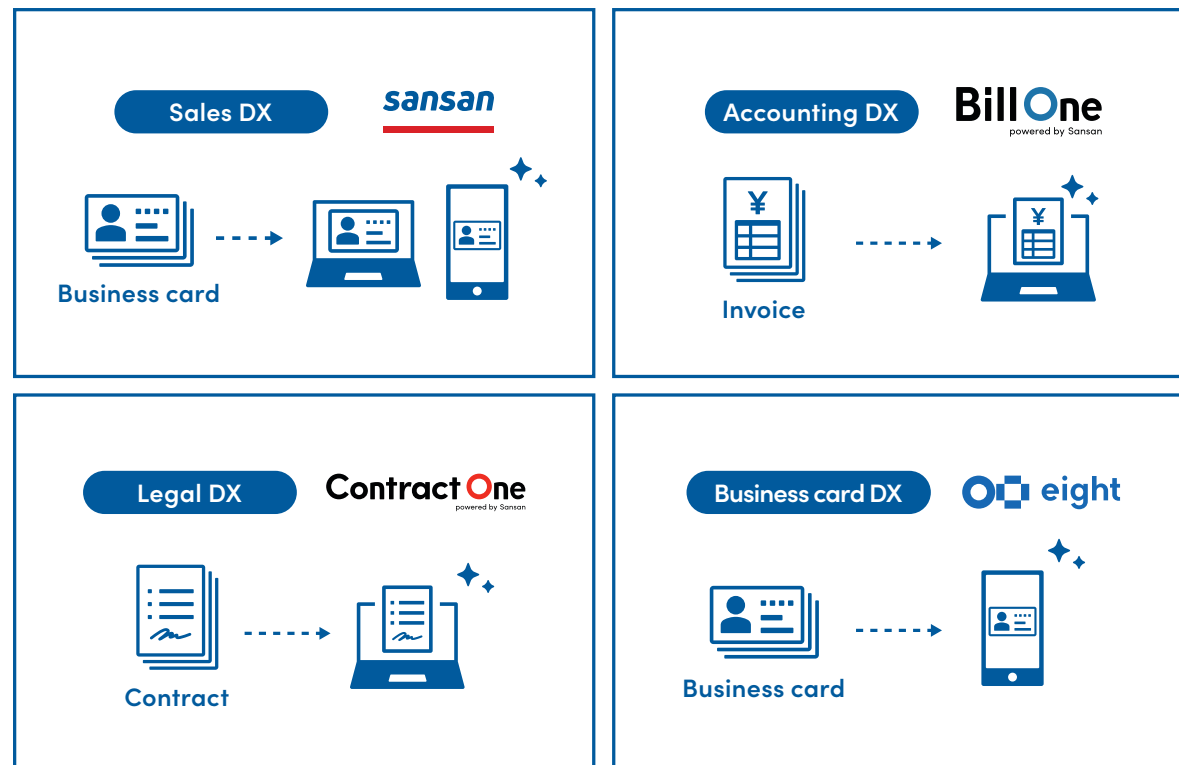 Sales DX
sansan
Business card
Accounting DX
Bill One
powered by Sansan
¥
¥
Invoice
Legal DX
Contract One
powered by Sansan
Contract
Business card DX
eight
Business card